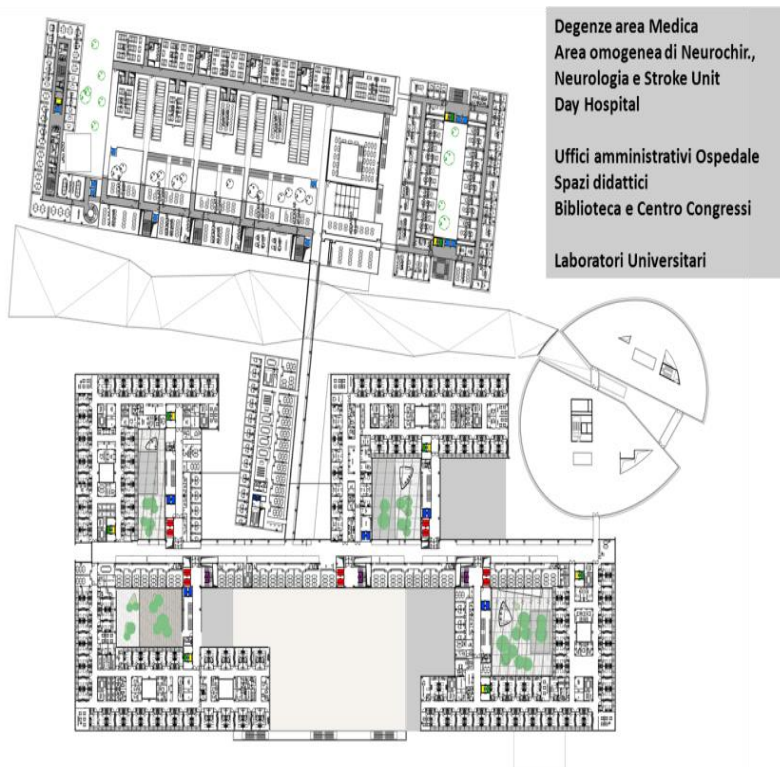 Degenze area Medica
Area omogenea di Neurochir.,
Neurologia e Stroke Unit
Day Hospital
Uffici amministrativi Ospedale
Spazi didattici
Biblioteca e Centro Congressi
Laboratori Universitari